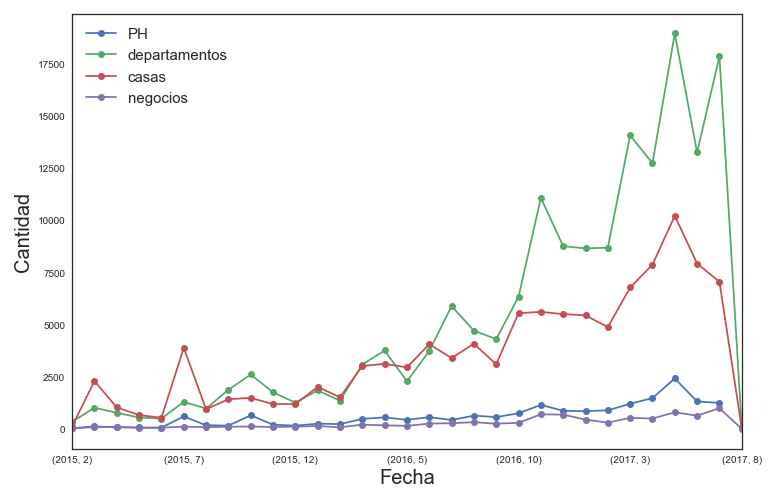 PH
departamentos
casas
negocios
17500
15000
12500
10000
7500
5000
2500
0
Cantidad
(2015, 2) (2015, 7) (2015, 12) (2016, 5) (2016, 10) (2017, 3) (2017, 8)
Fecha